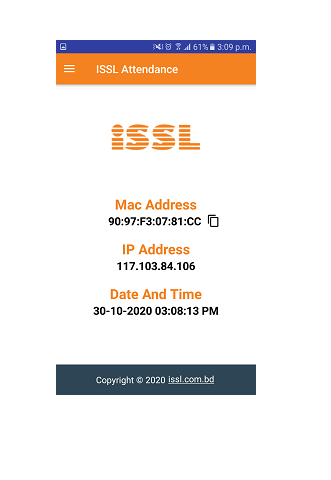 61% 3:09 p.m.
ISSL Attendance
iSSL
Mac Address
90:97:F3:07:81:CC
IP Address
117.103.84.106
Date And Time
30-10-2020 03:08:13 PM
Copyright © 2020 issl.com.bd